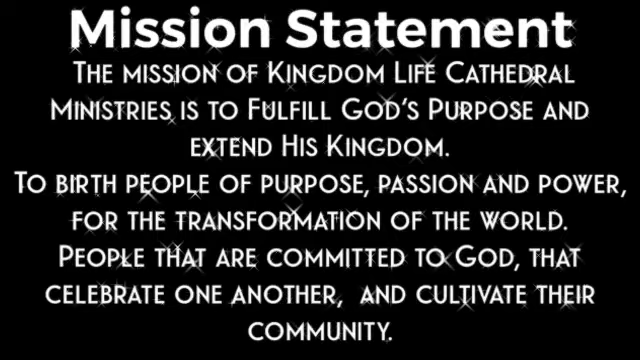 Mission Statement
The mission of Kingdom Life Cathedral
Ministries is to Fulfill God's Purpose and
extend His Kingdom.
To birth people of purpose, passion and power,
for the transformation of the world.
People that are committed to God, that
celebrate one another, and cultivate their
community.